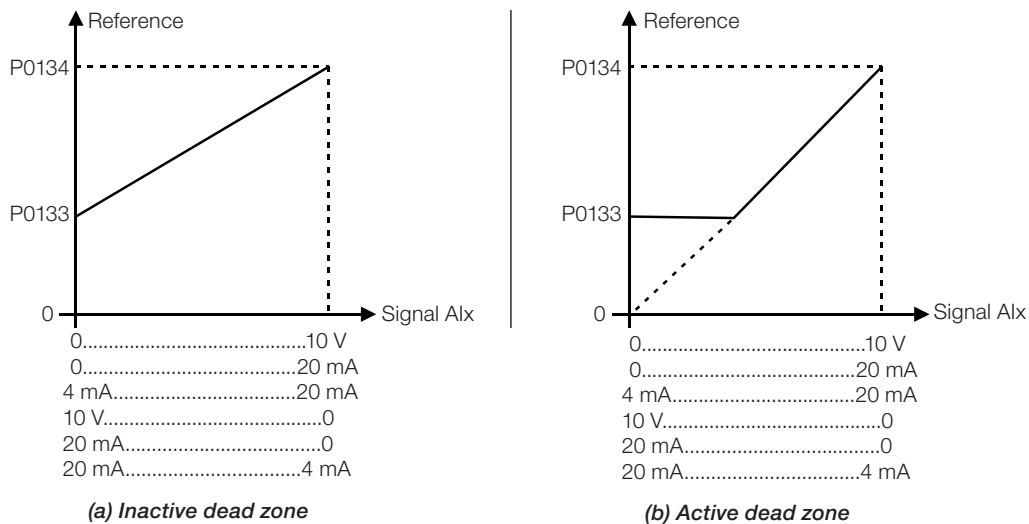 Reference
P0134
P0133
0
Signal AIx
0.............................................10 V
0...........................................20 mA
4 mA.....................................20 mA
10 V...........................................0
20 mA........................................0
20 mA...................................4 mA
(a) Inactive dead zone
Reference
P0134
P0133
0
Signal AIx
0.............................................10 V
0...........................................20 mA
4 mA.....................................20 mA
10 V...........................................0
20 mA........................................0
20 mA...................................4 mA
(b) Active dead zone